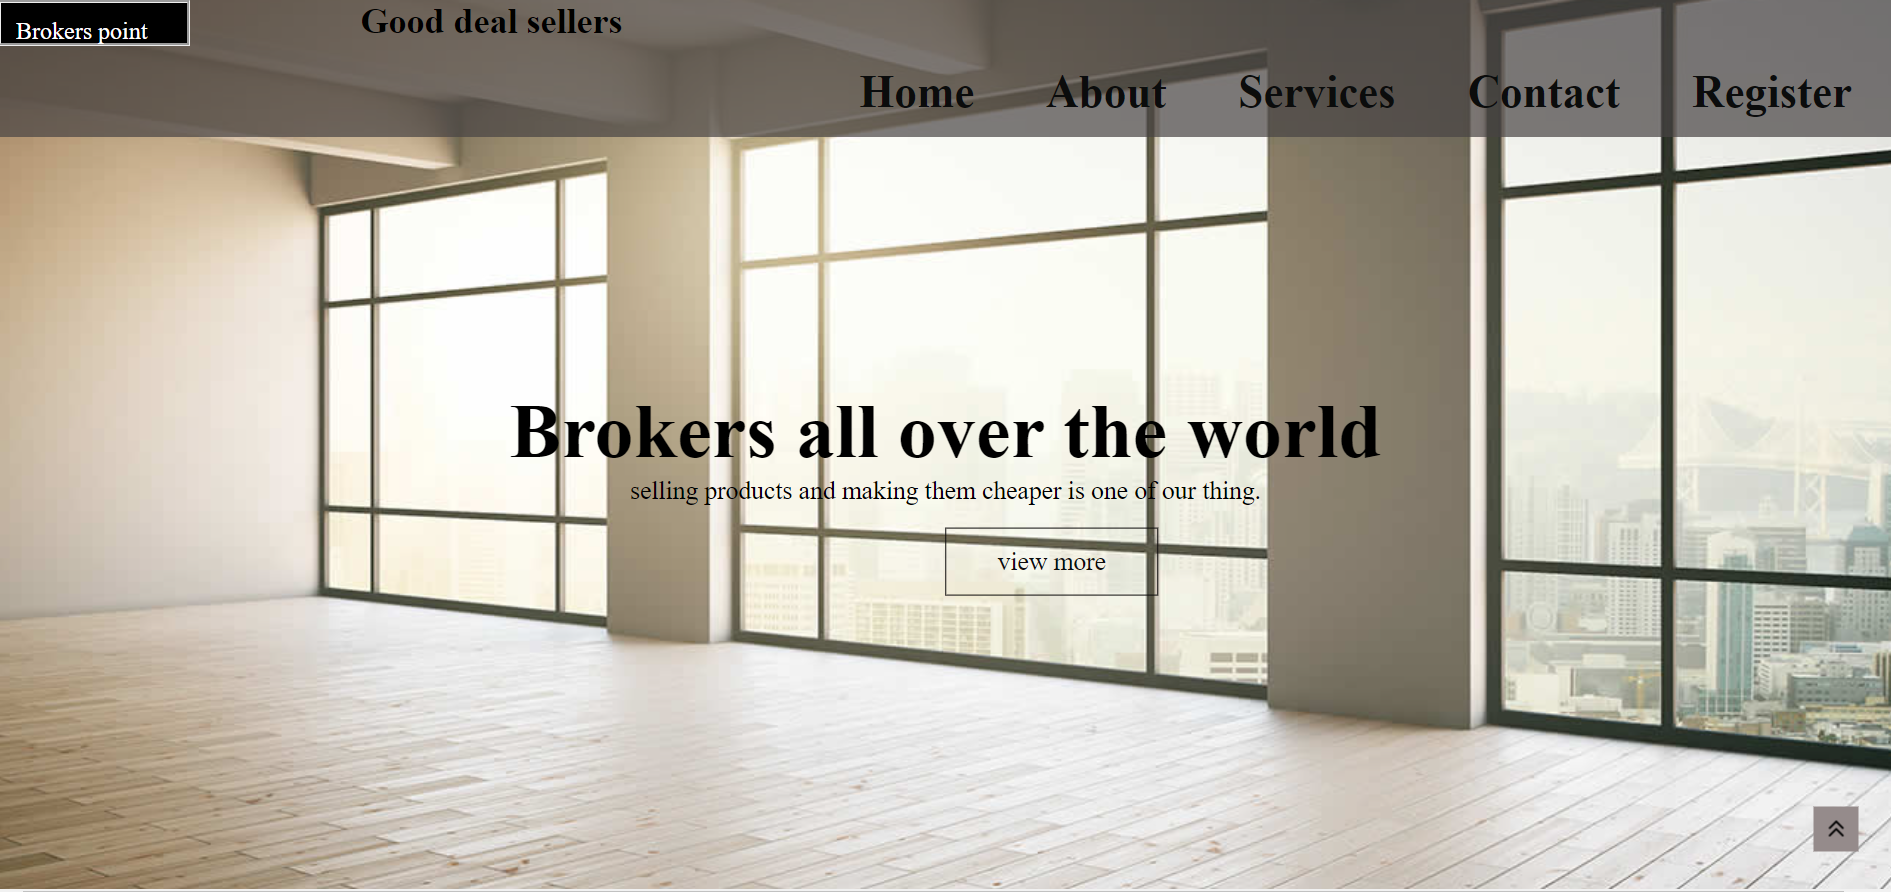 Brokers point
Good deal sellers
Home About Services Contact Register
Brokers all over the world
selling products and making them cheaper is one of our thing.
view more